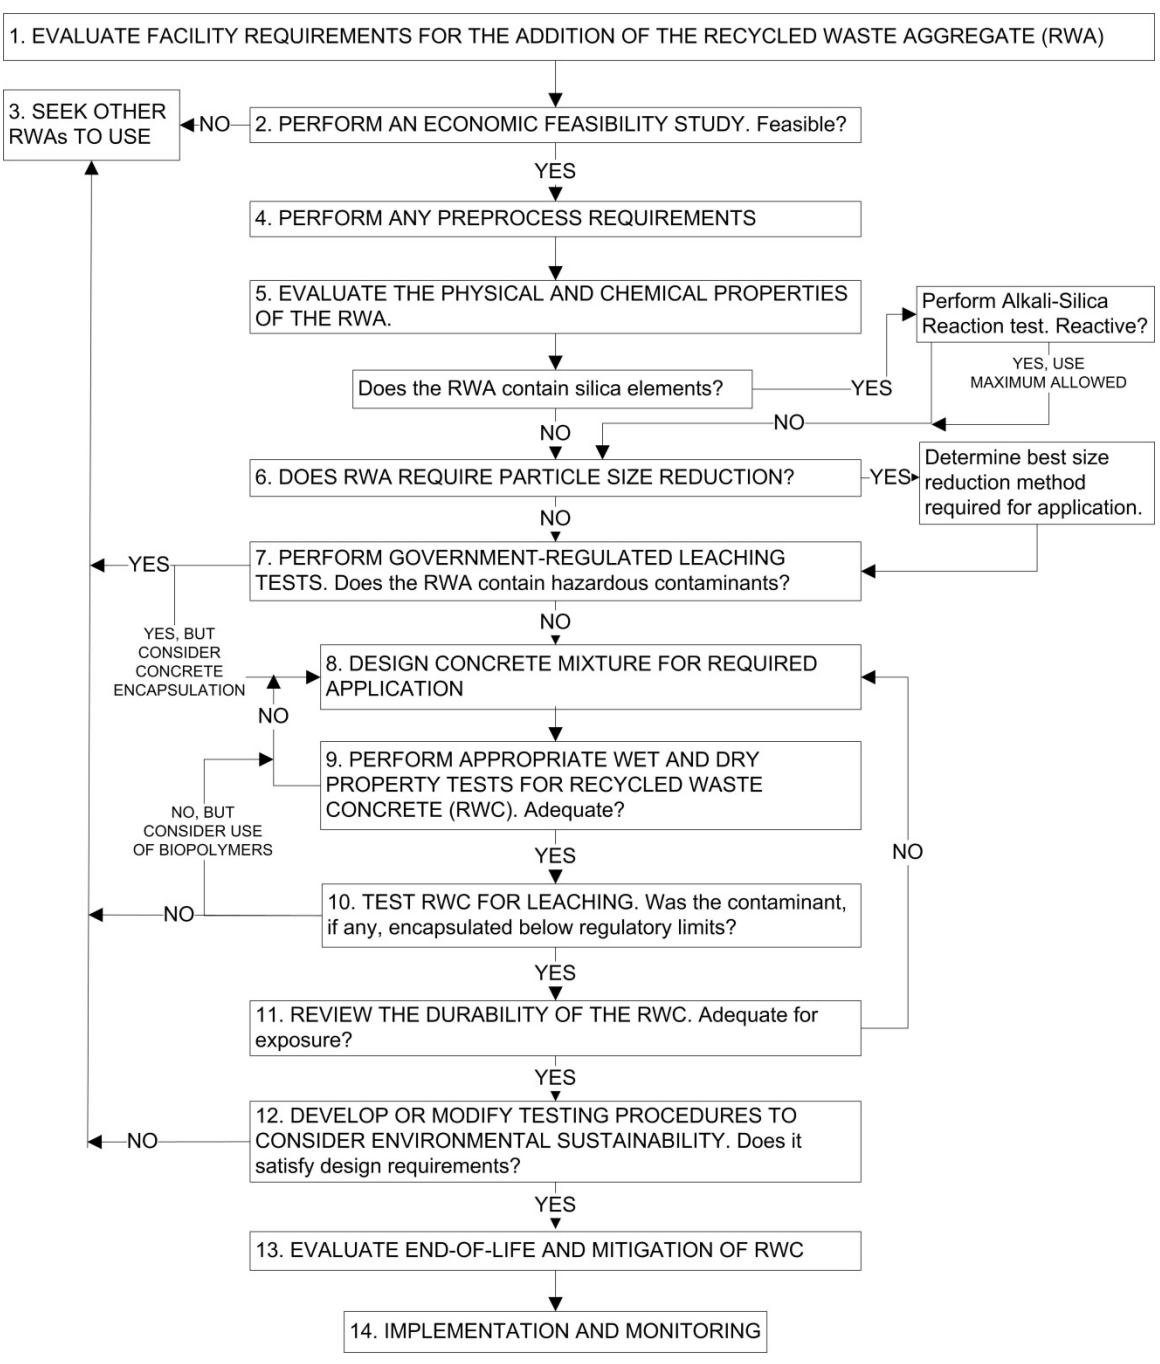 1. EVALUATE FACILITY REQUIREMENTS FOR THE ADDITION OF THE RECYCLED WASTE AGGREGATE (RWA)
3. SEEK OTHER
RWAs TO USE
NO
2. PERFORM AN ECONOMIC FEASIBILITY STUDY. Feasible?
YES
4. PERFORM ANY PREPROCESS REQUIREMENTS
5. EVALUATE THE PHYSICAL AND CHEMICAL PROPERTIES
OF THE RWA.
Perform Alkali-Silica
Reaction test. Reactive?
YES, USE
MAXIMUM ALLOWED
Does the RWA contain silica elements?
YES
NO
NO
6. DOES RWA REQUIRE PARTICLE SIZE REDUCTION?
YES
Determine best size
reduction method
required for application.
NO
7. PERFORM GOVERNMENT-REGULATED LEACHING
TESTS. Does the RWA contain hazardous contaminants?
YES
NO
YES, BUT
CONSIDER
CONCRETE
ENCAPSULATION
8. DESIGN CONCRETE MIXTURE FOR REQUIRED
APPLICATION
NO
9. PERFORM APPROPRIATE WET AND DRY
PROPERTY TESTS FOR RECYCLED WASTE
CONCRETE (RWC). Adequate?
NO, BUT
CONSIDER USE
OF BIOPOLYMERS
YES
NO
10. TEST RWC FOR LEACHING. Was the contaminant,
if any, encapsulated below regulatory limits?
NO
YES
11. REVIEW THE DURABILITY OF THE RWC. Adequate for
exposure?
YES
12. DEVELOP OR MODIFY TESTING PROCEDURES TO
CONSIDER ENVIRONMENTAL SUSTAINABILITY. Does it
satisfy design requirements?
NO
YES
13. EVALUATE END-OF-LIFE AND MITIGATION OF RWC
14. IMPLEMENTATION AND MONITORING